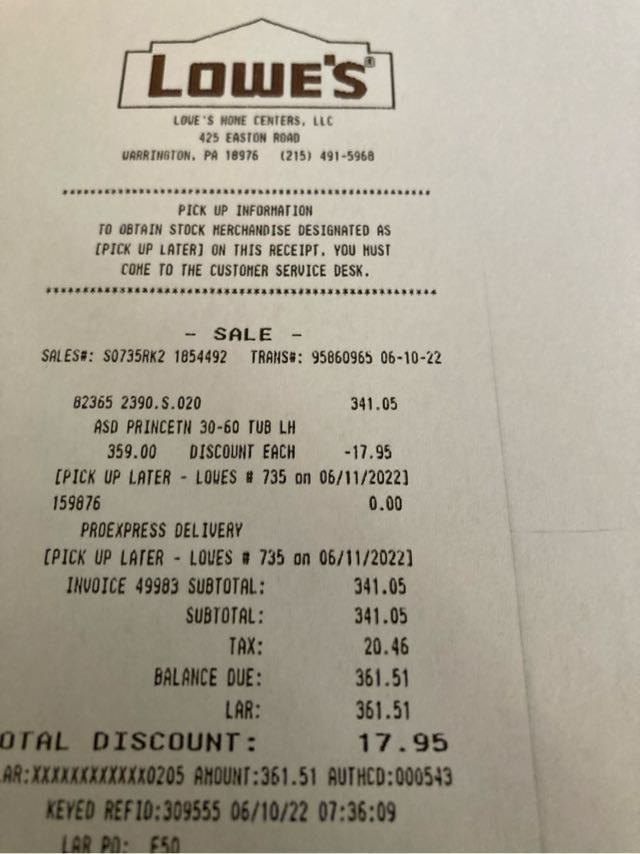 LOWE'S®
LOWE'S HOME CENTERS, LLC
425 EASTON ROAD
WARRINGTON, PA 18976 (215) 491-5968
****************************************************
PICK UP INFORMATION
TO OBTAIN STOCK MERCHANDISE DESIGNATED AS
[PICK UP LATER] ON THIS RECEIPT, YOU MUST
COME TO THE CUSTOMER SERVICE DESK.
****************************************************
- SALE -
SALES#: S0735RK2 1854492 TRANS#: 95860965 06-10-22
82365 2390.S.020 341.05
ASD PRINCETN 30-60 TUB LH
359.00 DISCOUNT EACH -17.95
[PICK UP LATER - LOWES # 735 on 06/11/2022]
159876 0.00
PROEXPRESS DELIVERY
[PICK UP LATER - LOWES # 735 on 06/11/2022]
INVOICE 49983 SUBTOTAL: 341.05
SUBTOTAL: 341.05
TAX: 20.46
BALANCE DUE: 361.51
LAR: 361.51
OTAL DISCOUNT: 17.95
AR:XXXXXXXXXXXX0205 AMOUNT:361.51 AUTHCD:000543
KEYED REFID:309555 06/10/22 07:36:09
LAR PO: F50